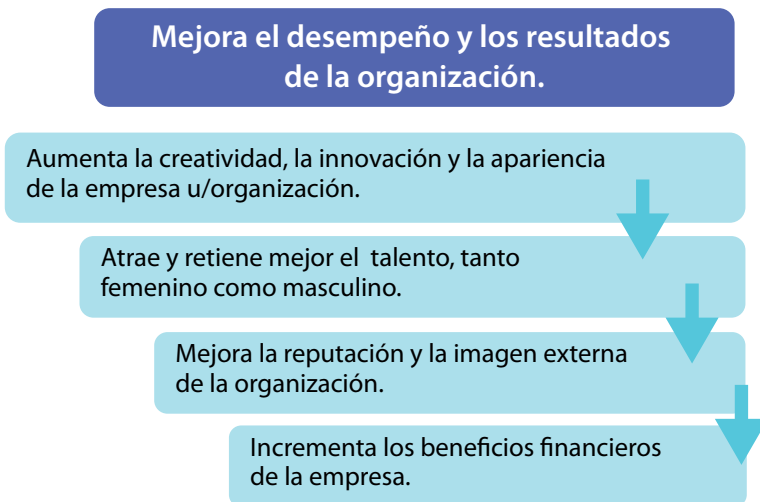 Mejora el desempeño y los resultados
de la organización.
Aumenta la creatividad, la innovación y la apariencia
de la empresa u/organización.
Atrae y retiene mejor el talento, tanto
femenino como masculino.
Mejora la reputación y la imagen externa
de la organización.
Incrementa los beneficios financieros
de la empresa.